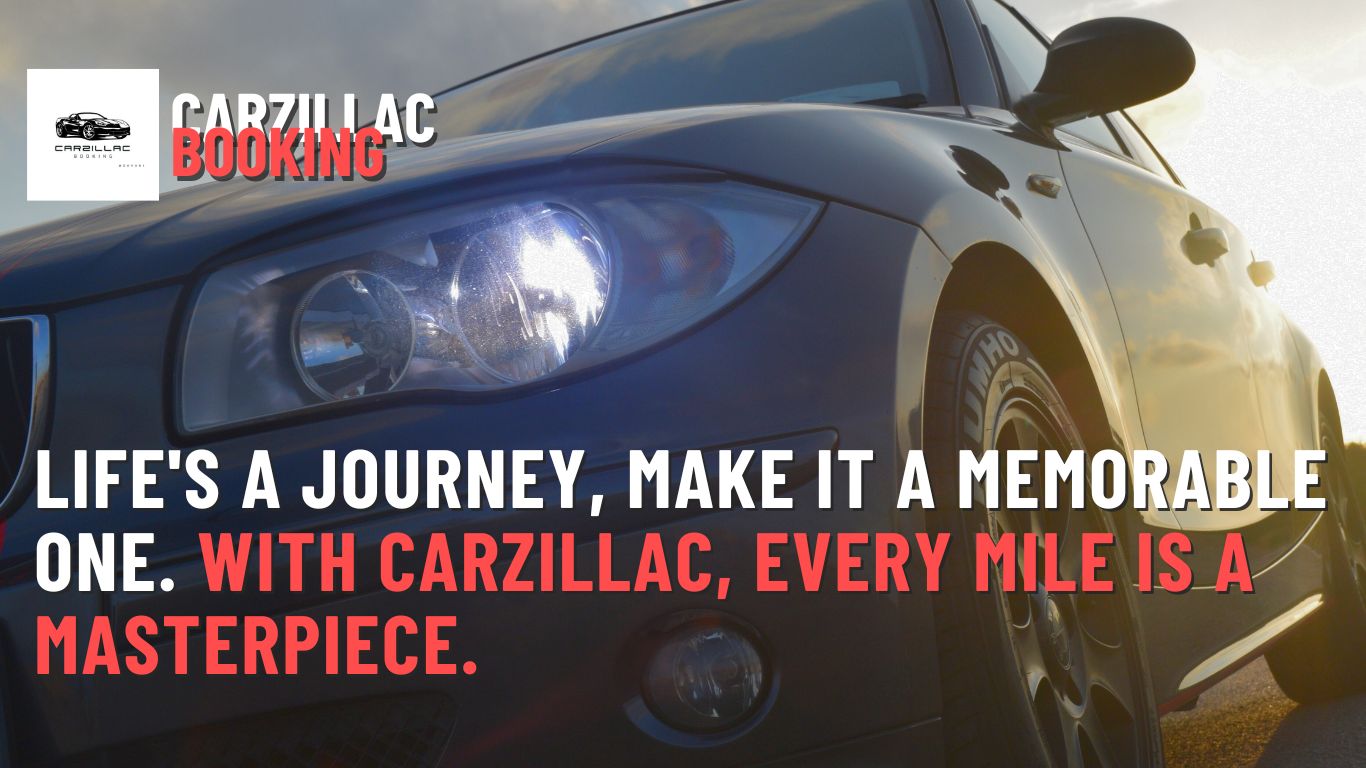 CARZILLAC
BOOKING
CARZILLAC
BOOKING
LIFE'S A JOURNEY, MAKE IT A MEMORABLE
ONE. WITH CARZILLAC, EVERY MILE IS A
MASTERPIECE.